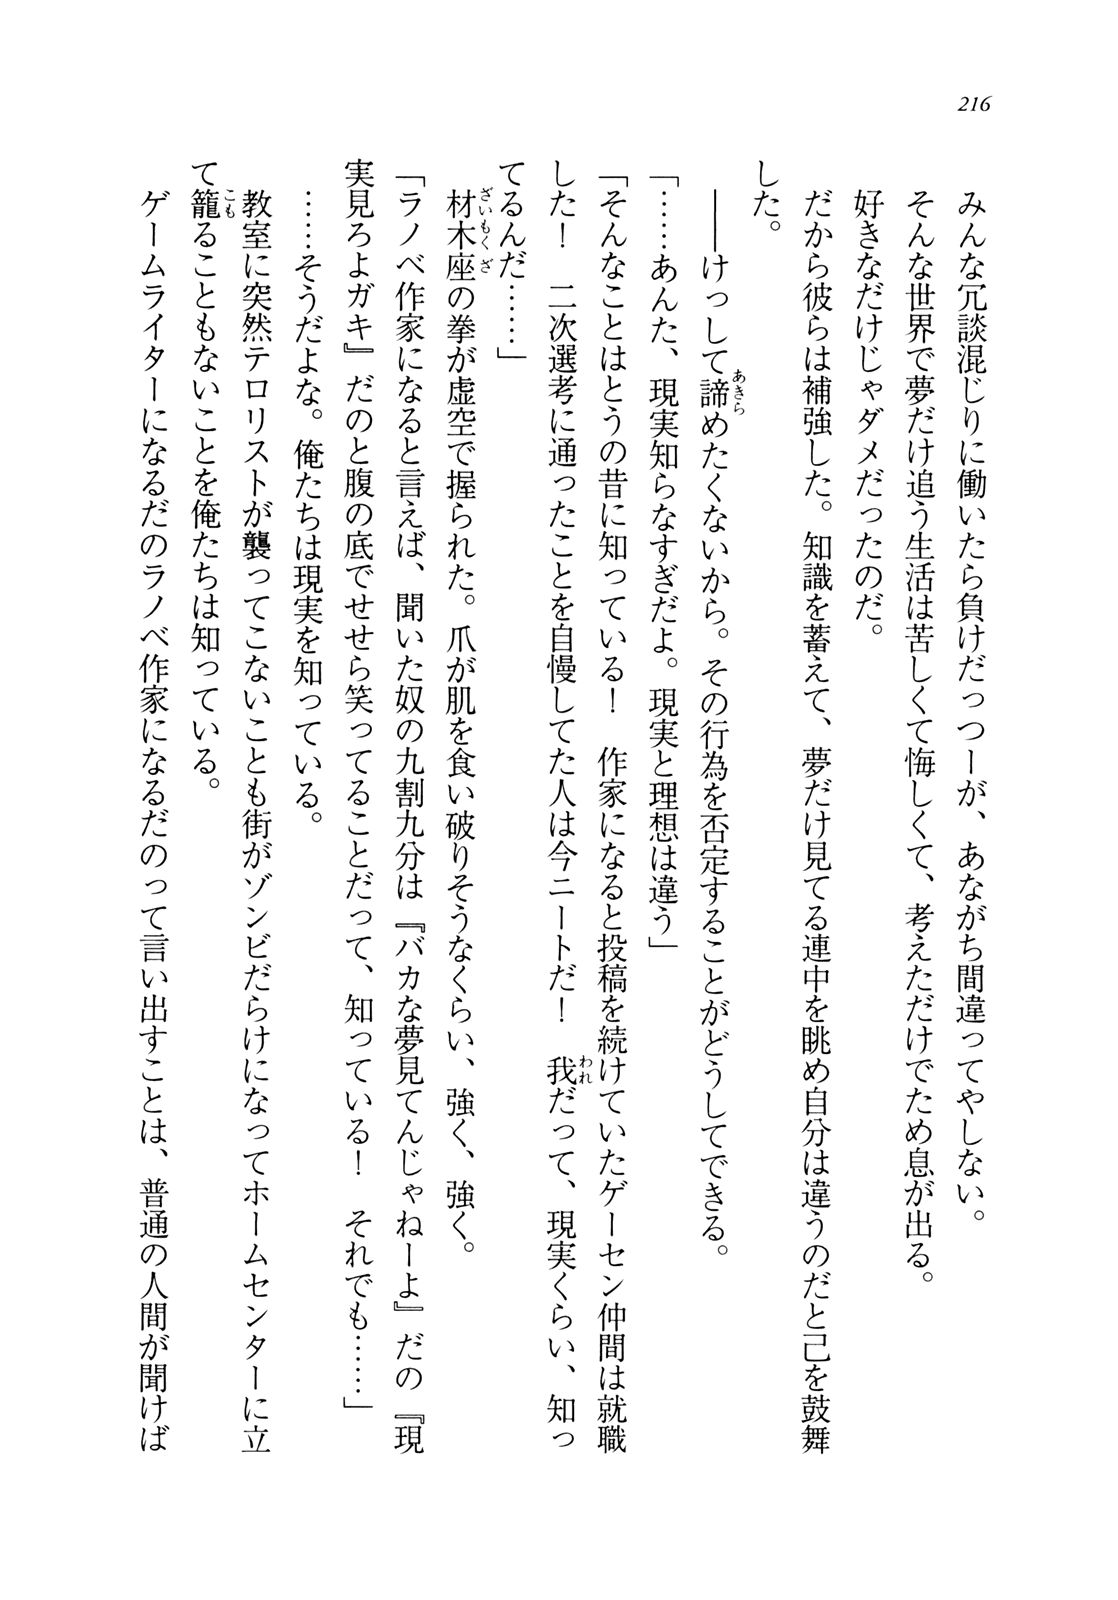 216
みんな冗談混じりに働いたら負けだっつーが、あながち間違ってやしない。
そんな世界で夢だけ追う生活は苦しくて悔しくて、考えただけでため息が出る。
好きなだけじゃダメだったのだ。
だから彼らは補強した。知識を蓄えて、夢だけ見てる連中を眺め自分は違うのだと己を鼓舞
した。
――けっして諦めたくないから。その行為を否定することがどうしてできる。
「……あんた、現実知らなすぎだよ。現実と理想は違う」
「そんなことはとうの昔に知っている！　作家になると投稿を続けていたゲーセン仲間は就職
した！　二次選考に通ったことを自慢してた人は今ニートだ！　我だって、現実くらい、知っ
てるんだ……」
材木座の拳が虚空で握られた。爪が肌を食い破りそうなくらい、強く、強く。
「ラノベ作家になると言えば、聞いた奴の九割九分は『バカな夢見てんじゃねーよ』だの『現
実見ろよガキ』だのと腹の底でせせら笑ってることだって、知っている！　それでも……」
……そうだよな。俺たちは現実を知っている。
教室に突然テロリストが襲ってこないことも街がゾンビだらけになってホームセンターに立
て籠ることもないことを俺たちは知っている。
ゲームライターになるだのラノベ作家になるだのって言い出すことは、普通の人間が聞けば